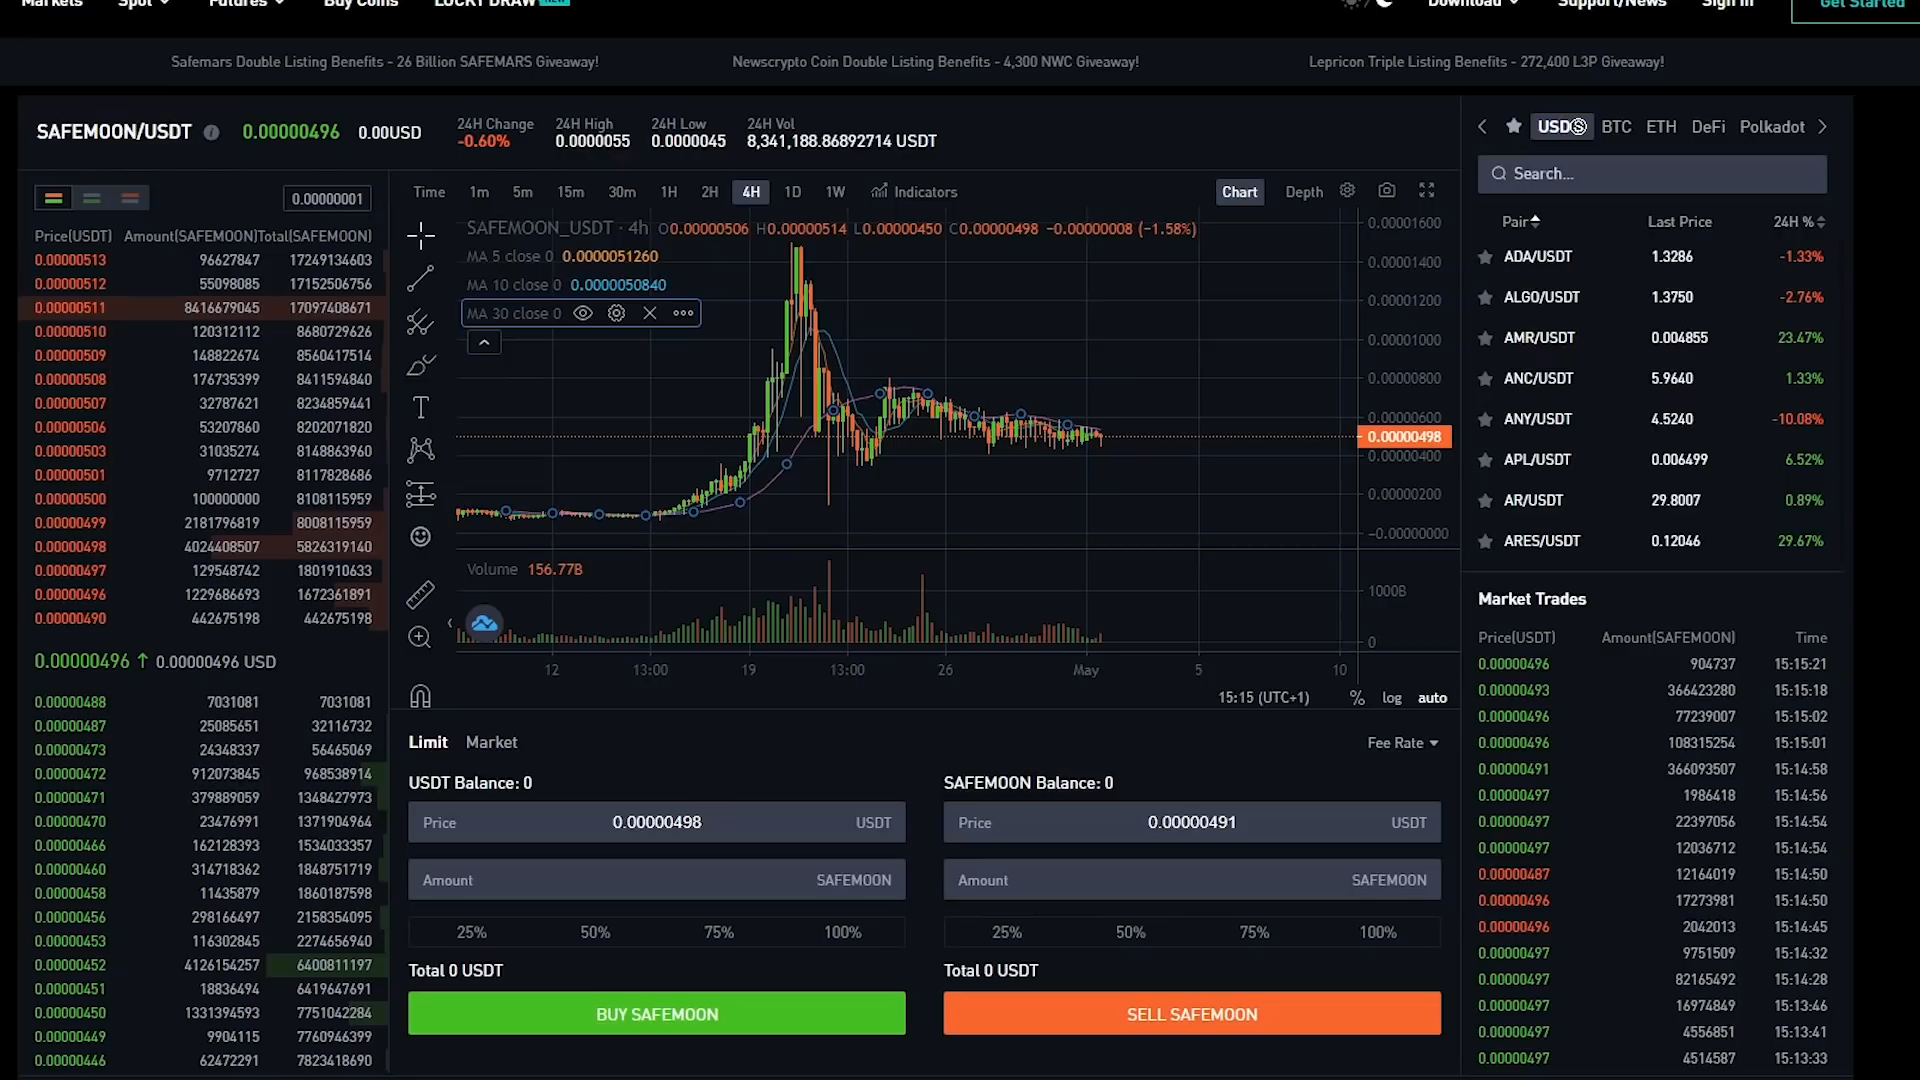 Markets Spot Futures Buy Coins LUCKY DRAW NEW Download Support/News Sign In Get Started
Safemars Double Listing Benefits - 26 Billion SAFEMARS Giveaway! Newscrypto Coin Double Listing Benefits - 4,300 NWC Giveaway! Lepricon Triple Listing Benefits - 272,400 L3P Giveaway!
SAFEMOON/USDT 0.00000496 0.00USD
24H Change 24H High 24H Low 24H Vol
-0.60% 0.0000055 0.0000045 8,341,188.86892714 USDT
0.00000001
Price(USDT) Amount(SAFEMOON) Total(SAFEMOON)
0.00000513 96627847 17249134603
0.00000512 55098085 17152506756
0.00000511 8416679045 17097408671
0.00000510 120312112 8680729626
0.00000509 148822674 8560417514
0.00000508 176735399 8411594840
0.00000507 32787621 8234859441
0.00000506 53207860 8202071820
0.00000503 31035274 8148863960
0.00000501 9712727 8117828686
0.00000500 100000000 8108115959
0.00000499 2181796819 8008115959
0.00000498 4024408507 5826319140
0.00000497 129548742 1801910633
0.00000496 1229686693 1672361891
0.00000490 442675198 442675198
0.00000496 ↑ 0.00000496 USD
0.00000488 7031081 7031081
0.00000487 25085651 32116732
0.00000473 24348337 56465069
0.00000472 912073845 968538914
0.00000471 379889059 1348427973
0.00000470 23476991 1371904964
0.00000466 162128393 1534033357
0.00000460 314718362 1848751719
0.00000458 11435879 1860187598
0.00000456 298166497 2158354095
0.00000453 116302845 2274656940
0.00000452 4126154257 6400811197
0.00000451 18836494 6419647691
0.00000450 1331394593 7751042284
0.00000449 9904115 7760946399
0.00000446 62472291 7823418690
Time 1m 5m 15m 30m 1H 2H 4H 1D 1W Indicators Chart Depth
SAFEMOON_USDT · 4h O0.00000506 H0.00000514 L0.00000450 C0.00000498 −0.00000008 (−1.58%)
MA 5 close 0 0.0000051260
MA 10 close 0 0.0000050840
MA 30 close 0
0.00001600
0.00001400
0.00001200
0.00001000
0.00000800
0.00000600
0.00000498
0.00000400
0.00000200
−0.00000000
Volume 156.77B
1000B
0
12 13:00 19 13:00 26 May 5 10
15:15 (UTC+1) % log auto
Limit Market Fee Rate
USDT Balance: 0 SAFEMOON Balance: 0
Price 0.00000498 USDT Price 0.00000491 USDT
Amount SAFEMOON Amount SAFEMOON
25% 50% 75% 100% 25% 50% 75% 100%
Total 0 USDT Total 0 USDT
BUY SAFEMOON SELL SAFEMOON
USDⓈ BTC ETH DeFi Polkadot
Search...
Pair Last Price 24H %
ADA/USDT 1.3286 -1.33%
ALGO/USDT 1.3750 -2.76%
AMR/USDT 0.004855 23.47%
ANC/USDT 5.9640 1.33%
ANY/USDT 4.5240 -10.08%
APL/USDT 0.006499 6.52%
AR/USDT 29.8007 0.89%
ARES/USDT 0.12046 29.67%
Market Trades
Price(USDT) Amount(SAFEMOON) Time
0.00000496 904737 15:15:21
0.00000493 366423280 15:15:18
0.00000496 77239007 15:15:02
0.00000496 108315254 15:15:01
0.00000491 366093507 15:14:58
0.00000497 1986418 15:14:56
0.00000497 22397056 15:14:54
0.00000497 12036712 15:14:54
0.00000487 12164019 15:14:50
0.00000496 17273981 15:14:50
0.00000496 2042013 15:14:45
0.00000497 9751509 15:14:32
0.00000497 82165492 15:14:28
0.00000497 16974849 15:13:46
0.00000497 4556851 15:13:41
0.00000497 4514587 15:13:33